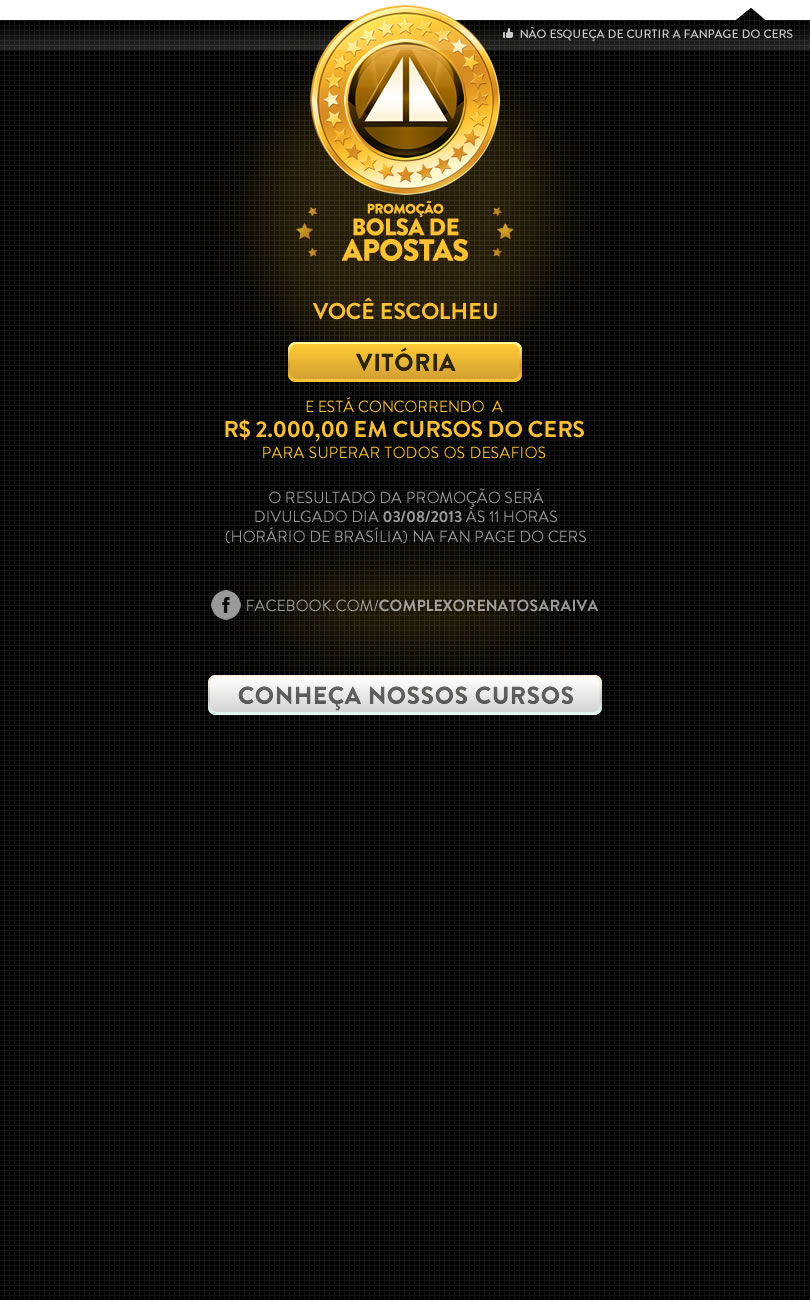 NÃO ESQUEÇA DE CURTIR A FANPAGE DO CERS
PROMOÇÃO
BOLSA DE
APOSTAS
VOCÊ ESCOLHEU
VITÓRIA
E ESTÁ CONCORRENDO A
R$ 2.000,00 EM CURSOS DO CERS
PARA SUPERAR TODOS OS DESAFIOS
O RESULTADO DA PROMOÇÃO SERÁ
DIVULGADO DIA 03/08/2013 ÁS 11 HORAS
(HORÁRIO DE BRASÍLIA) NA FAN PAGE DO CERS
FACEBOOK.COM/COMPLEXORENATOSARAIVA
CONHEÇA NOSSOS CURSOS